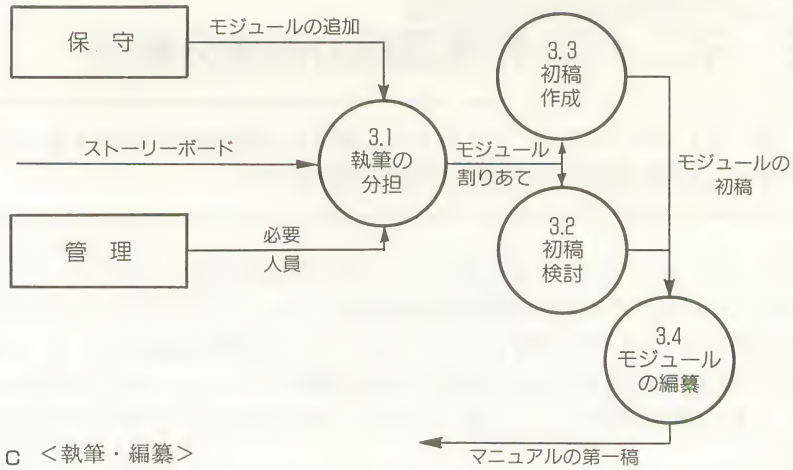 保 守
モジュールの追加
3.3
初稿
作成
3.1
執筆の
分担
ストーリーボード
モジュール
割りあて
モジュールの
初稿
管 理
必要
人員
3.2
初稿
検討
3.4
モジュール
の編纂
C <執筆・編纂>
マニュアルの第一稿